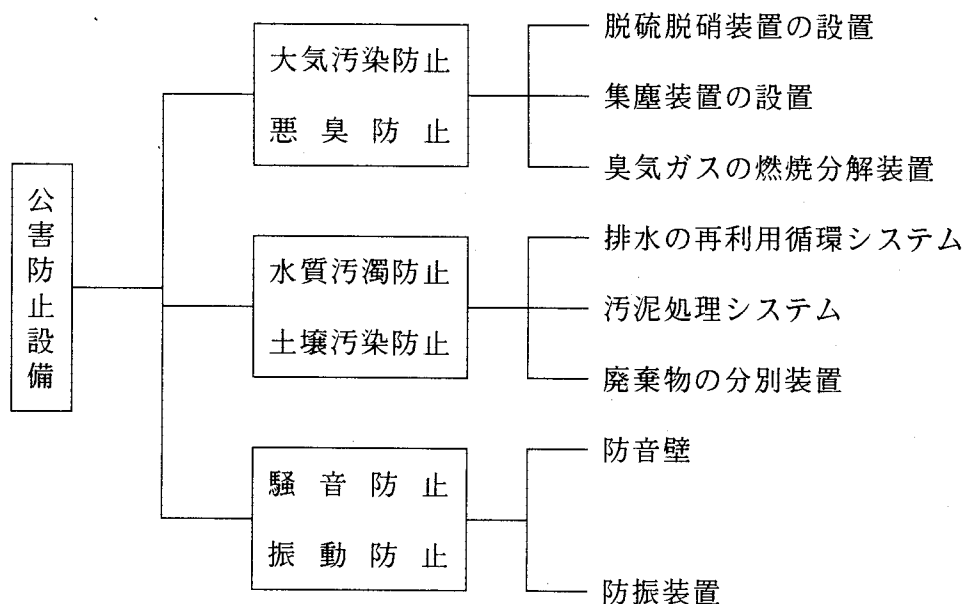 公害防止設備
大気汚染防止
悪臭防止
脱硫脱硝装置の設置
集塵装置の設置
臭気ガスの燃焼分解装置
水質汚濁防止
土壌汚染防止
排水の再利用循環システム
汚泥処理システム
廃棄物の分別装置
騒音防止
振動防止
防音壁
防振装置